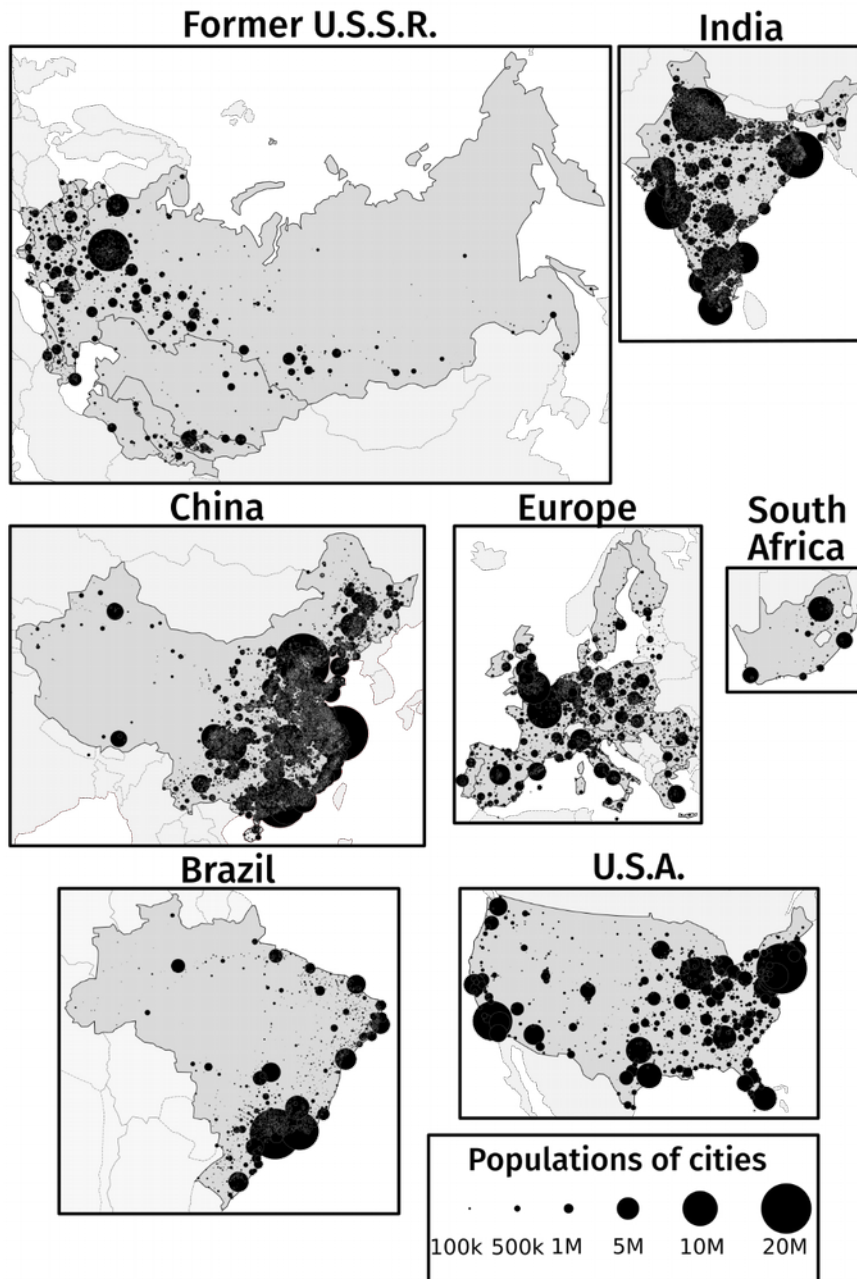 Former U.S.S.R.
India
China
Europe
South
Africa
Brazil
U.S.A.
Populations of cities
100k 500k 1M 5M 10M 20M